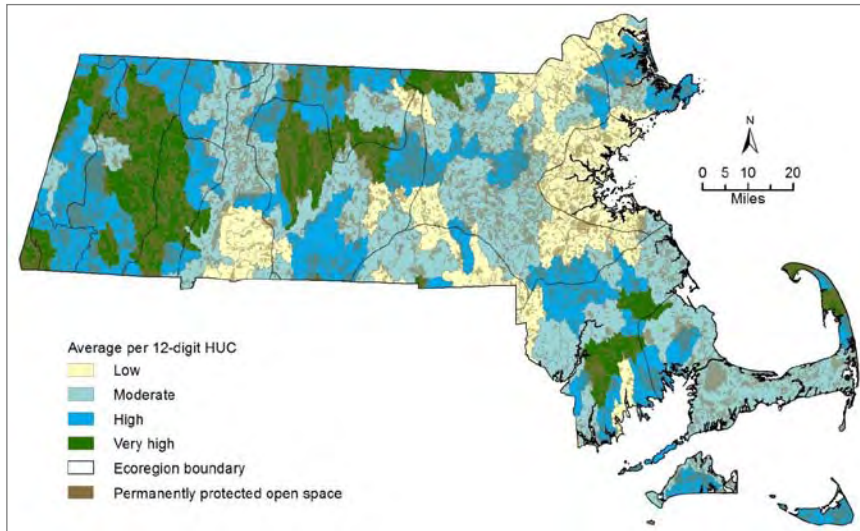 N
0 5 10 20
Miles
Average per 12-digit HUC
Low
Moderate
High
Very high
Ecoregion boundary
Permanently protected open space